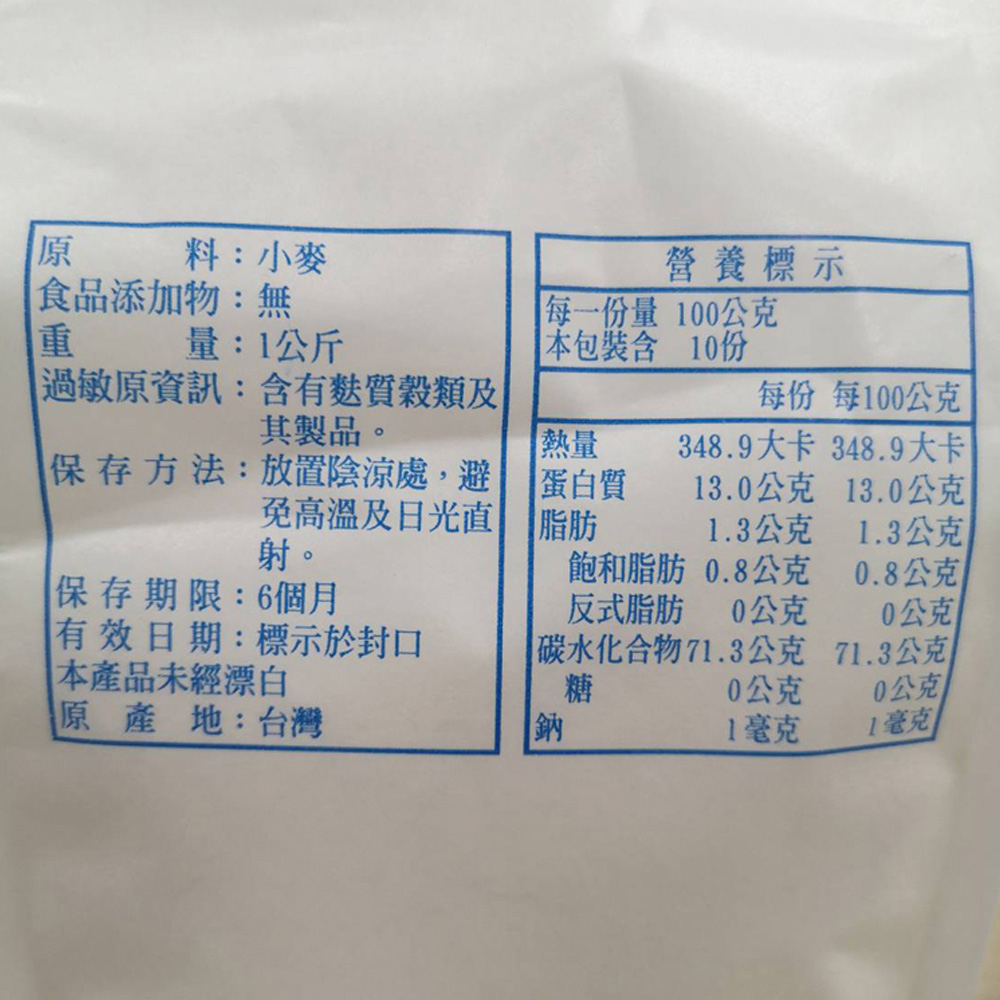 原料：小麥
食品添加物：無
重量：1公斤
過敏原資訊：含有麩質穀類及
其製品。
保存方法：放置陰涼處，避
免高溫及日光直
射。
保存期限：6個月
有效日期：標示於封口
本產品未經漂白
原產地：台灣
營養標示
每一份量 100公克
本包裝含 10份
每份 每100公克
熱量 348.9大卡 348.9大卡
蛋白質 13.0公克 13.0公克
脂肪 1.3公克 1.3公克
飽和脂肪 0.8公克 0.8公克
反式脂肪 0公克 0公克
碳水化合物 71.3公克 71.3公克
糖 0公克 0公克
鈉 1毫克 1毫克